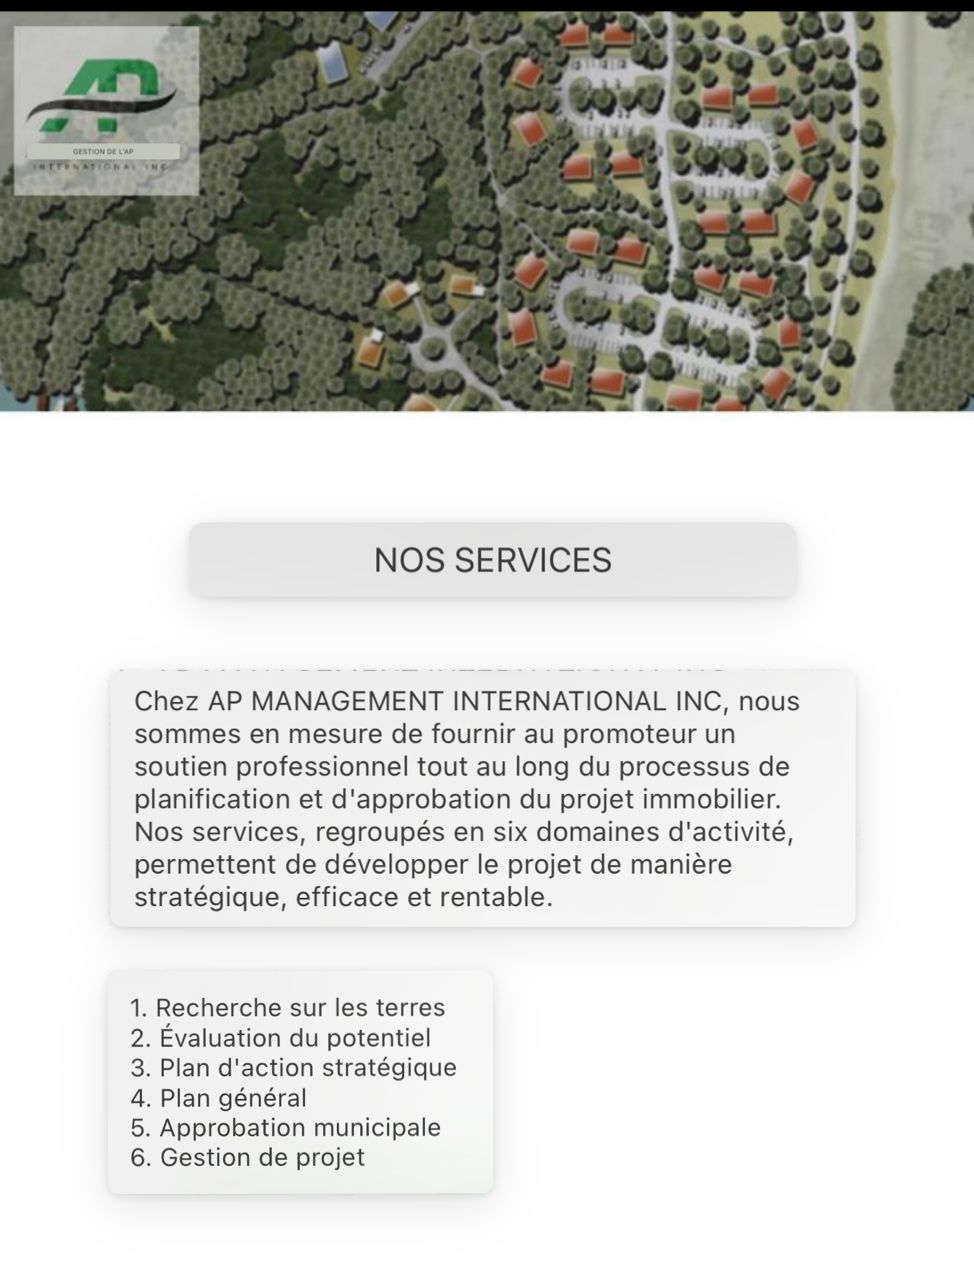 AP
GESTION DE L'AP
INTERNATIONAL INC
NOS SERVICES
Chez AP MANAGEMENT INTERNATIONAL INC, nous
sommes en mesure de fournir au promoteur un
soutien professionnel tout au long du processus de
planification et d'approbation du projet immobilier.
Nos services, regroupés en six domaines d'activité,
permettent de développer le projet de manière
stratégique, efficace et rentable.
1. Recherche sur les terres
2. Évaluation du potentiel
3. Plan d'action stratégique
4. Plan général
5. Approbation municipale
6. Gestion de projet